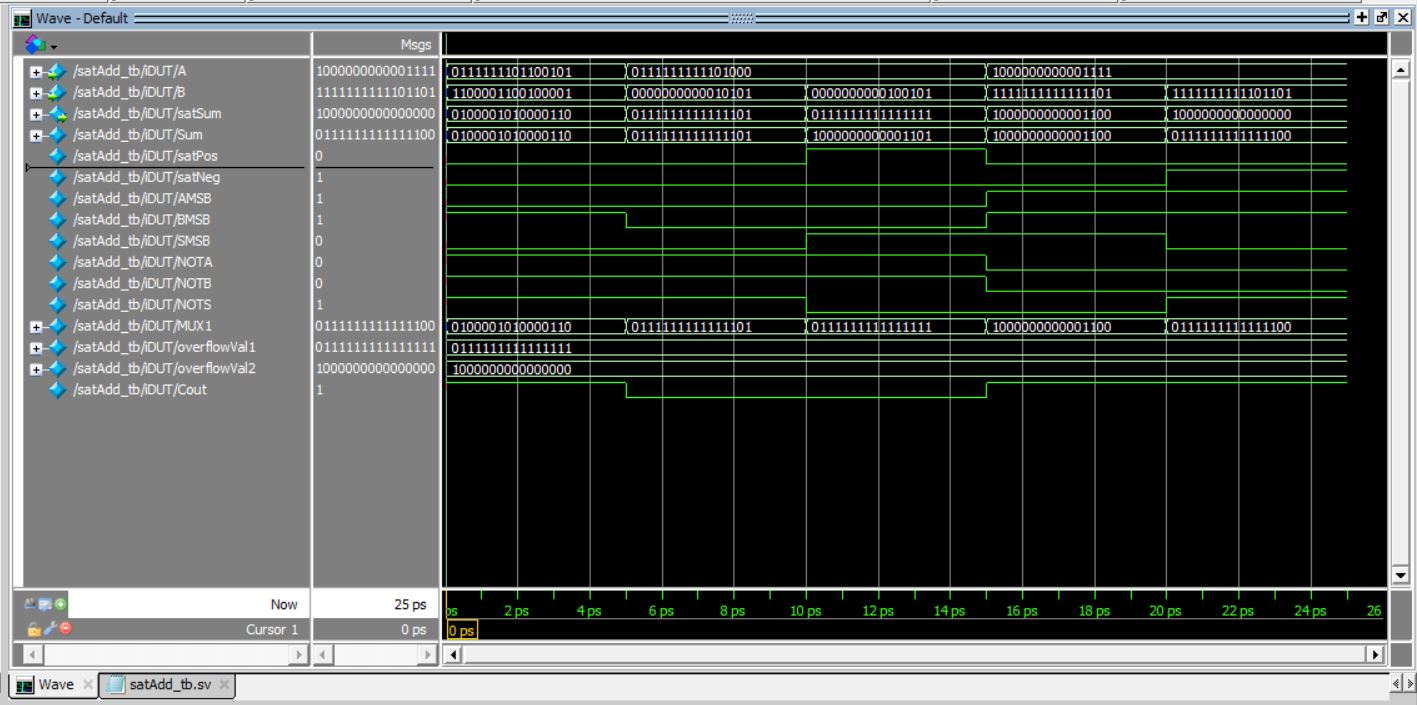 Wave - Default
Msgs
/satAdd_tb/iDUT/A 1000000000001111 0111111101100101 0111111111101000 1000000000001111
/satAdd_tb/iDUT/B 1111111111101101 1100001100100001 0000000000010101 0000000000100101 1111111111111101 1111111111101101
/satAdd_tb/iDUT/satSum 1000000000000000 0100001010000110 0111111111111101 0111111111111111 1000000000001100 1000000000000000
/satAdd_tb/iDUT/Sum 0111111111111100 0100001010000110 0111111111111101 1000000000001101 1000000000001100 0111111111111100
/satAdd_tb/iDUT/satPos 0
/satAdd_tb/iDUT/satNeg 1
/satAdd_tb/iDUT/AMSB 1
/satAdd_tb/iDUT/BMSB 1
/satAdd_tb/iDUT/SMSB 0
/satAdd_tb/iDUT/NOTA 0
/satAdd_tb/iDUT/NOTB 0
/satAdd_tb/iDUT/NOTS 1
/satAdd_tb/iDUT/MUX1 0111111111111100 0100001010000110 0111111111111101 0111111111111111 1000000000001100 0111111111111100
/satAdd_tb/iDUT/overflowVal1 0111111111111111 0111111111111111
/satAdd_tb/iDUT/overflowVal2 1000000000000000 1000000000000000
/satAdd_tb/iDUT/Cout 1
Now 25 ps ps 2 ps 4 ps 6 ps 8 ps 10 ps 12 ps 14 ps 16 ps 18 ps 20 ps 22 ps 24 ps 26
Cursor 1 0 ps 0 ps
Wave satAdd_tb.sv